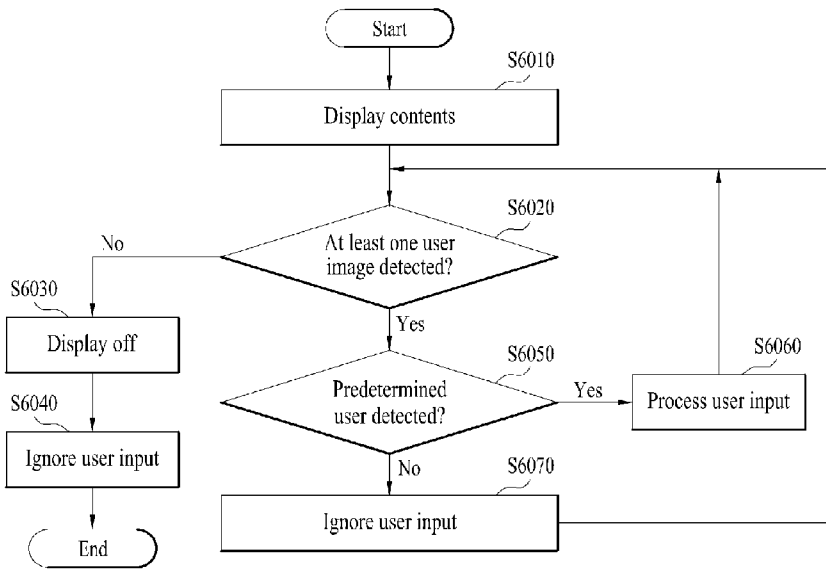 Start
S6010
Display contents
S6020
At least one user
image detected?
No
Yes
S6030
Display off
S6040
Ignore user input
End
S6050
Predetermined
user detected?
Yes
No
S6060
Process user input
S6070
Ignore user input